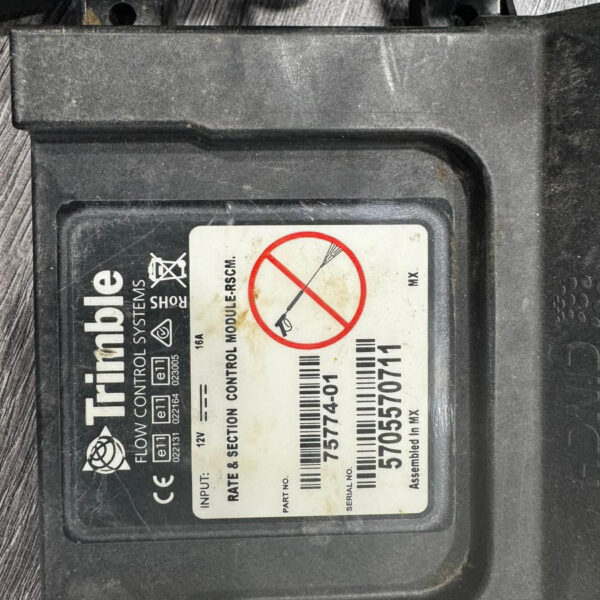 Trimble
FLOW CONTROL SYSTEMS
e11 e11 e11
022131 022164 023005
CE
RoHS
INPUT: 12V 16A
RATE & SECTION CONTROL MODULE-RSCM.
PART NO.
75774-01
SERIAL NO.
5705570711
Assembled in MX
MX.